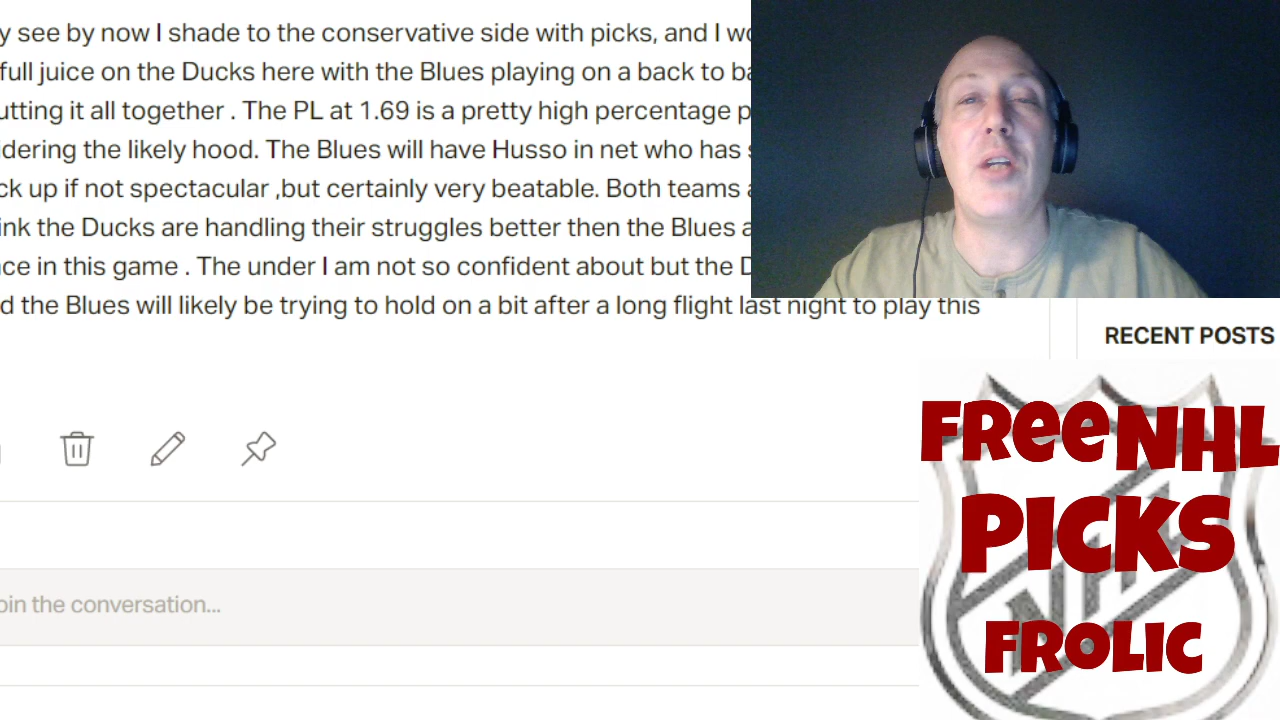 y see by now I shade to the conservative side with picks, and I
full juice on the Ducks here with the Blues playing on a back to
utting it all together . The PL at 1.69 is a pretty high percentage
idering the likely hood. The Blues will have Husso in net who has
ck up if not spectacular ,but certainly very beatable. Both teams
ink the Ducks are handling their struggles better then the Blues
ce in this game . The under I am not so confident about but the
d the Blues will likely be trying to hold on a bit after a long flight last night to play this
RECENT POSTS
FRee NHL
PICKS
NHL
FROLIC
oin the conversation...